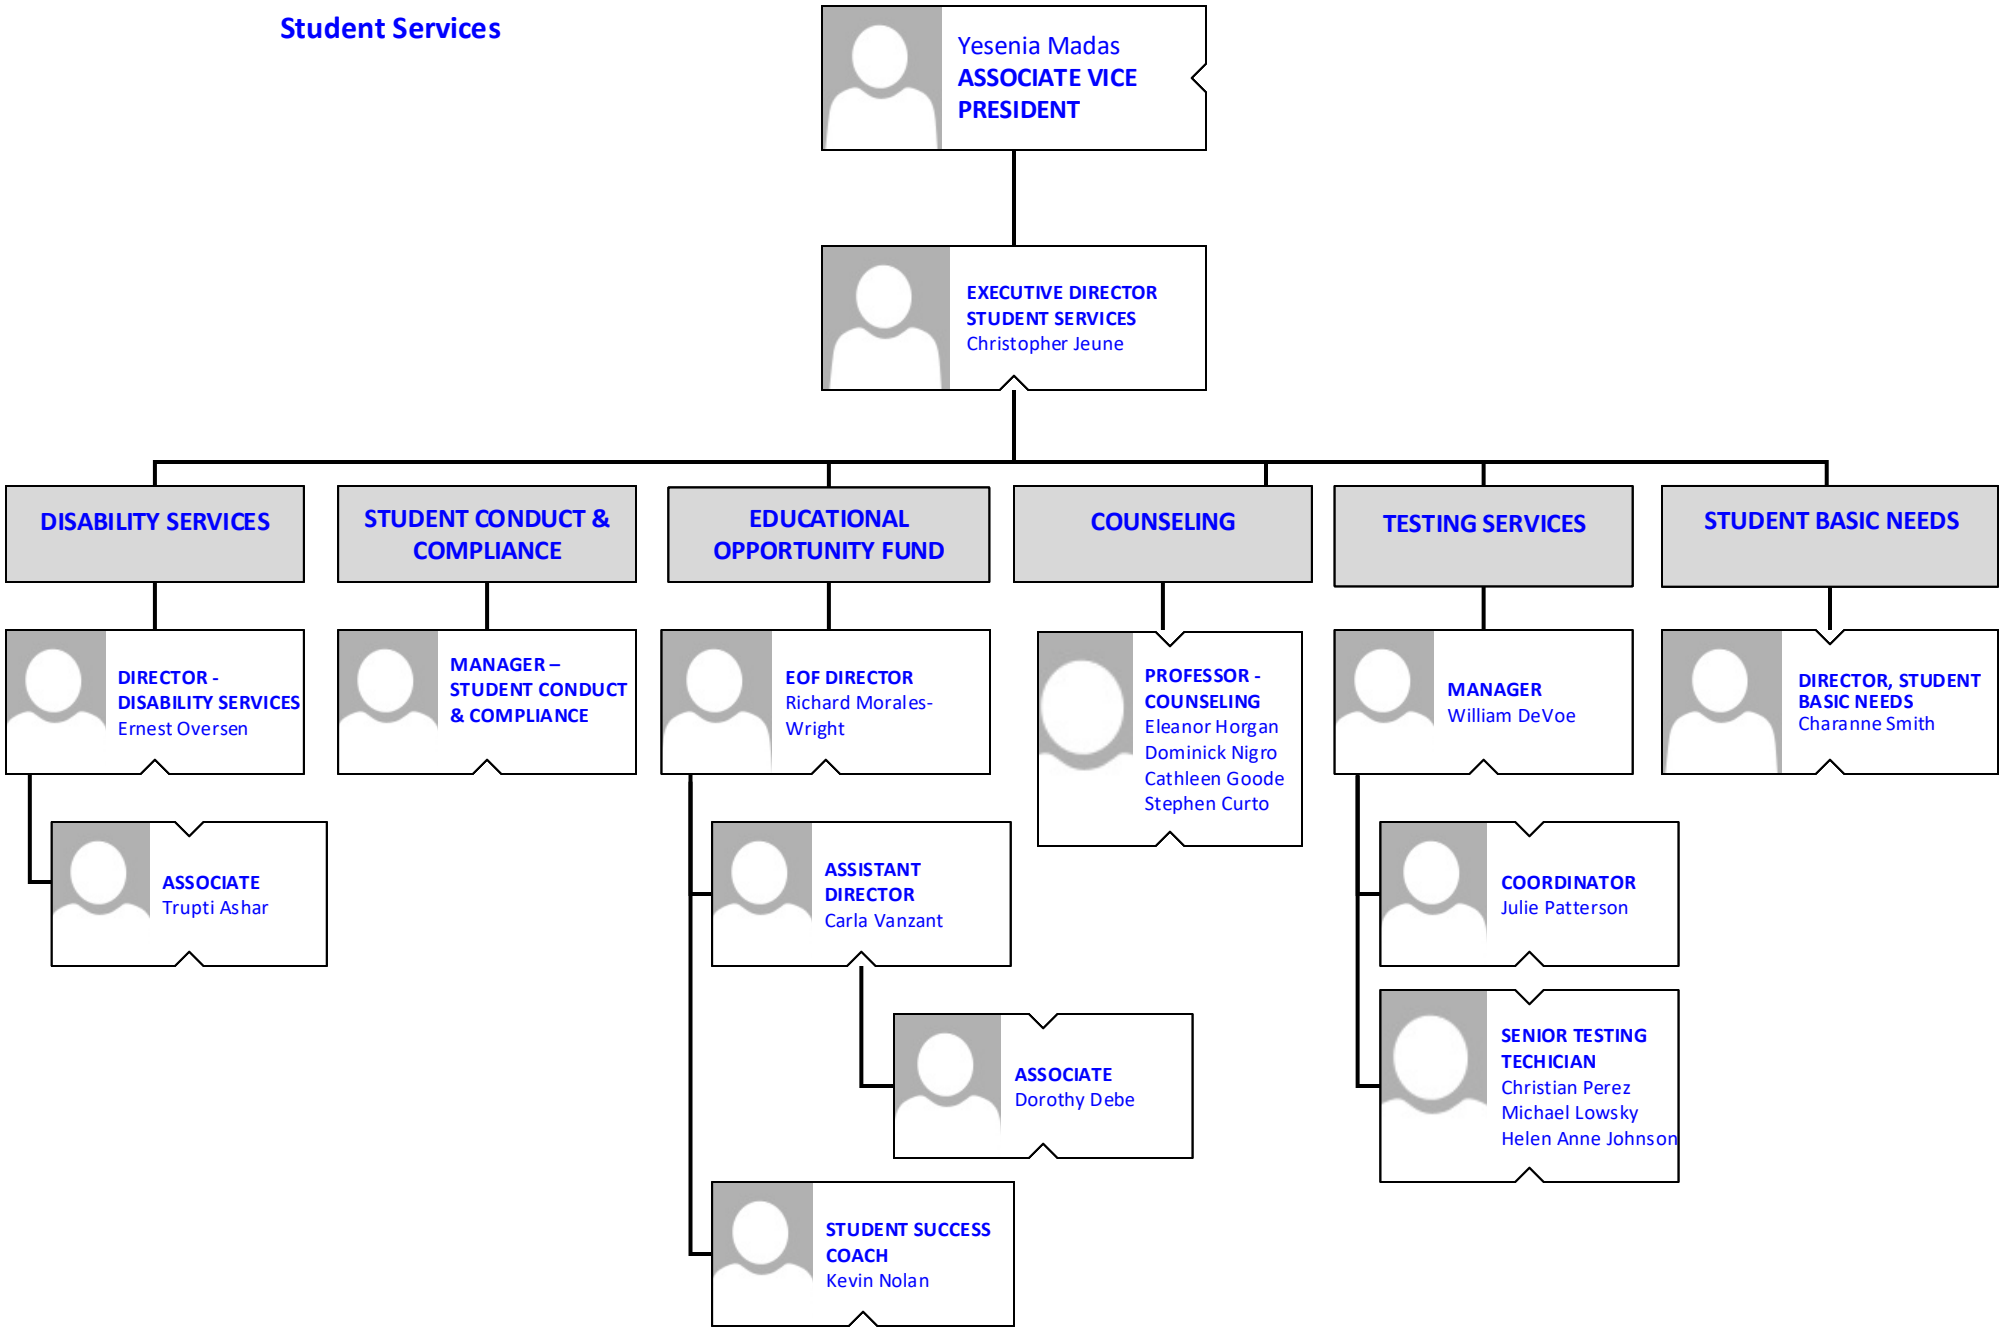 Student Services
Yesenia Madas
ASSOCIATE VICE
PRESIDENT
EXECUTIVE DIRECTOR
STUDENT SERVICES
Christopher Jeune
DISABILITY SERVICES
STUDENT CONDUCT &
COMPLIANCE
EDUCATIONAL
OPPORTUNITY FUND
COUNSELING
TESTING SERVICES
STUDENT BASIC NEEDS
DIRECTOR -
DISABILITY SERVICES
Ernest Oversen
MANAGER –
STUDENT CONDUCT
& COMPLIANCE
EOF DIRECTOR
Richard Morales-
Wright
PROFESSOR -
COUNSELING
Eleanor Horgan
Dominick Nigro
Cathleen Goode
Stephen Curto
MANAGER
William DeVoe
DIRECTOR, STUDENT
BASIC NEEDS
Charanne Smith
ASSOCIATE
Trupti Ashar
ASSISTANT
DIRECTOR
Carla Vanzant
COORDINATOR
Julie Patterson
ASSOCIATE
Dorothy Debe
SENIOR TESTING
TECHICIAN
Christian Perez
Michael Lowsky
Helen Anne Johnson
STUDENT SUCCESS
COACH
Kevin Nolan